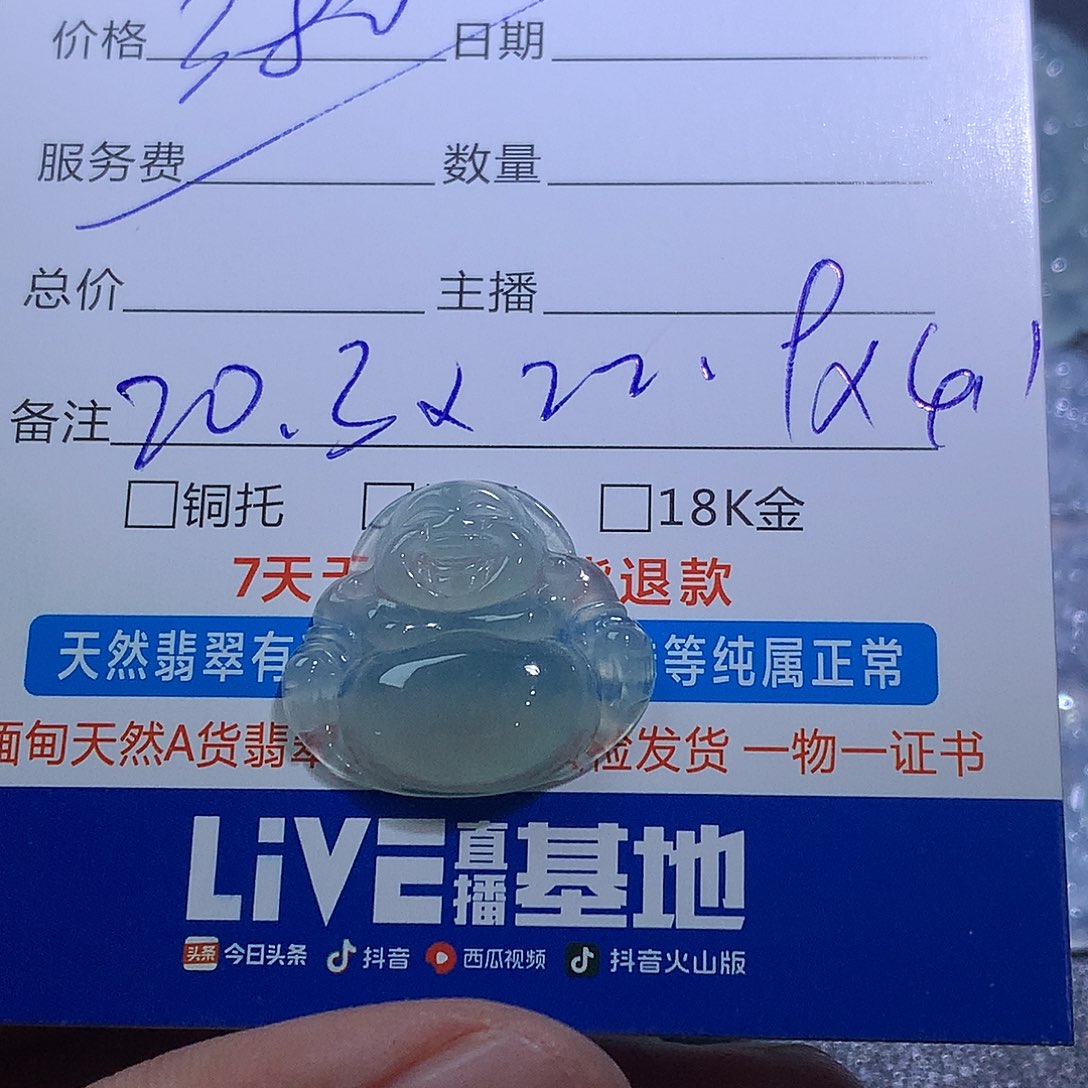 价格 日期
服务费 数量
总价 主播
备注 20.3x22.
铜托 18K金
7天 退款
天然翡翠有 等纯属正常
缅甸天然A货翡翠 检发货 一物一证书
LiVE直播基地
头条 今日头条 抖音 西瓜视频 抖音火山版